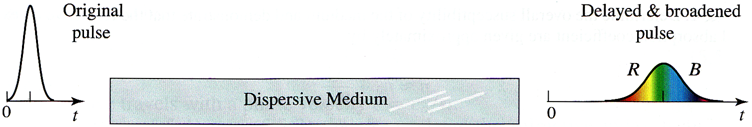 Original
pulse
0
t
Dispersive Medium
Delayed & broadened
pulse
R
B
0
t